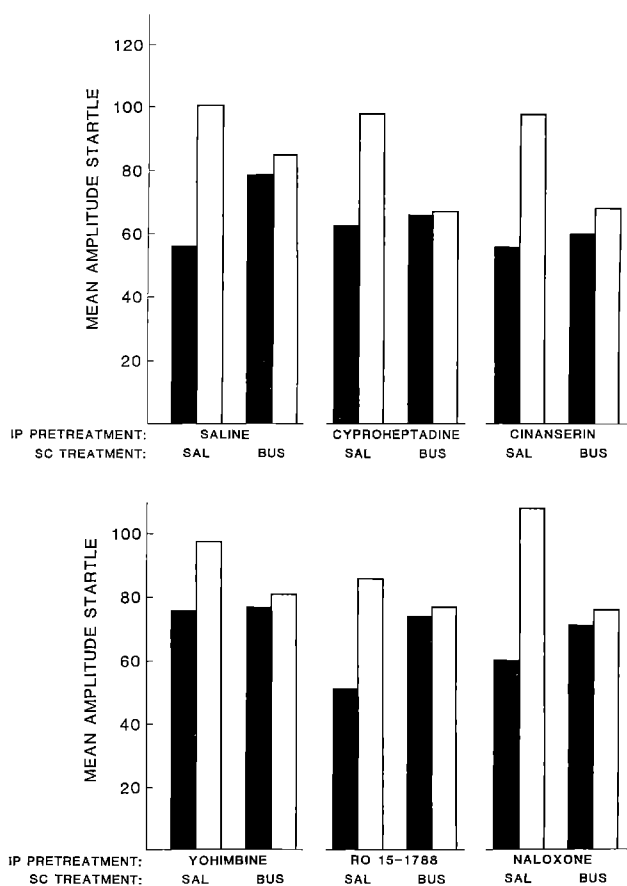 120
100
80
60
40
20
MEAN AMPLITUDE STARTLE
IP PRETREATMENT: SALINE CYPROHEPTADINE CINANSERIN
SC TREATMENT: SAL BUS SAL BUS SAL BUS
100
80
60
40
20
MEAN AMPLITUDE STARTLE
IP PRETREATMENT: YOHIMBINE RO 15-1788 NALOXONE
SC TREATMENT: SAL BUS SAL BUS SAL BUS